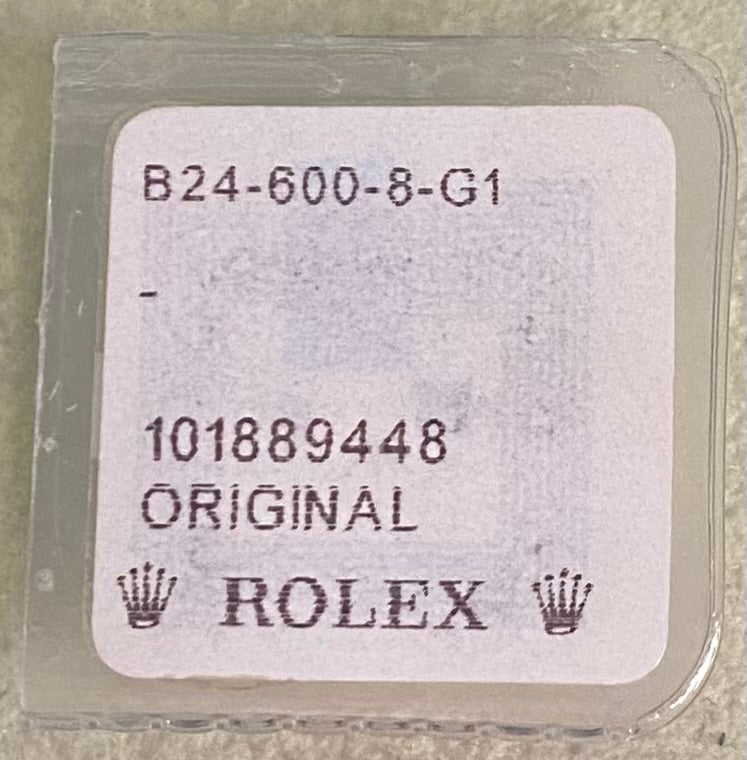 B24-600-8-G1
-
101889448
ORIGINAL
ROLEX